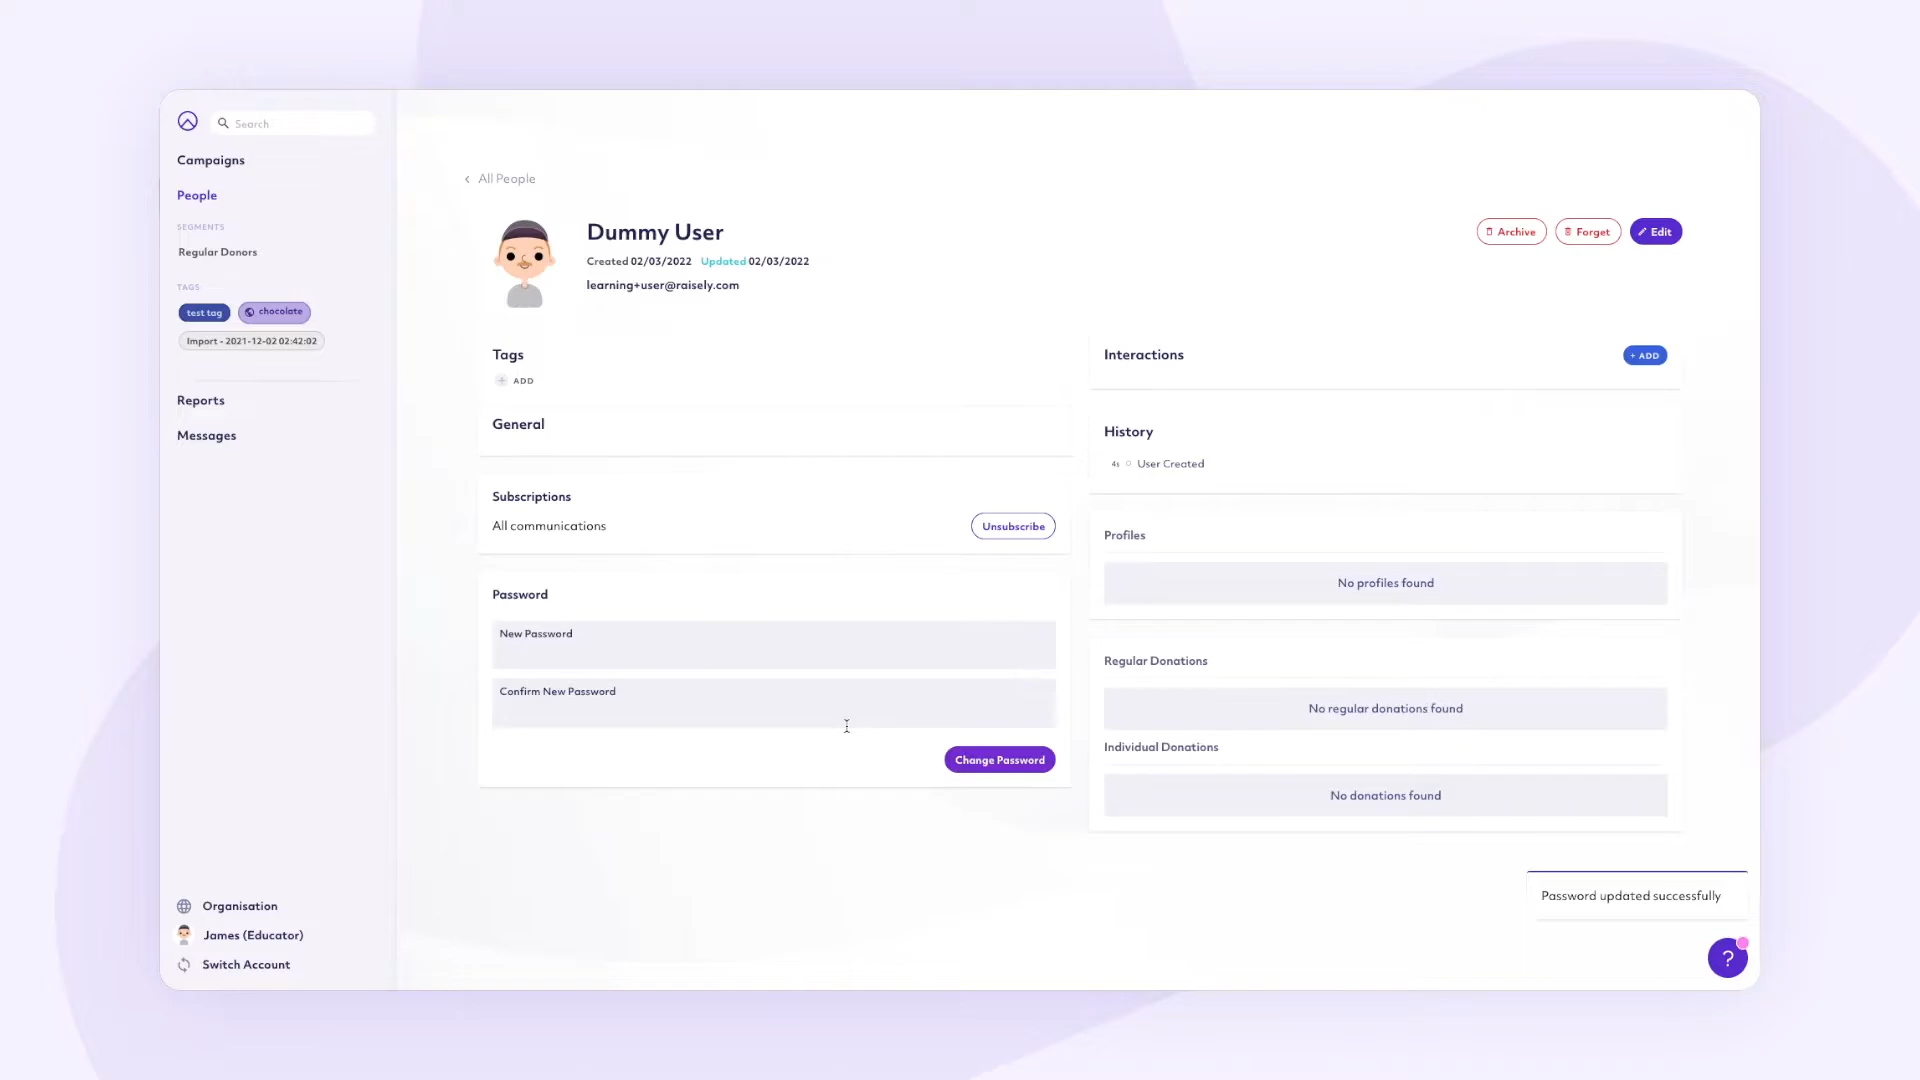 Search
Campaigns
People
SEGMENTS
Regular Donors
TAGS
test tag
chocolate
Import - 2021-12-02 02:42:02
Reports
Messages
Organisation
James (Educator)
Switch Account
All People
Dummy User
Created 02/03/2022 Updated 02/03/2022
learning+user@raisely.com
Archive
Forget
Edit
Tags
+ ADD
General
Subscriptions
All communications
Unsubscribe
Password
New Password
Confirm New Password
Change Password
Interactions
+ ADD
History
4s User Created
Profiles
No profiles found
Regular Donations
No regular donations found
Individual Donations
No donations found
Password updated successfully
?